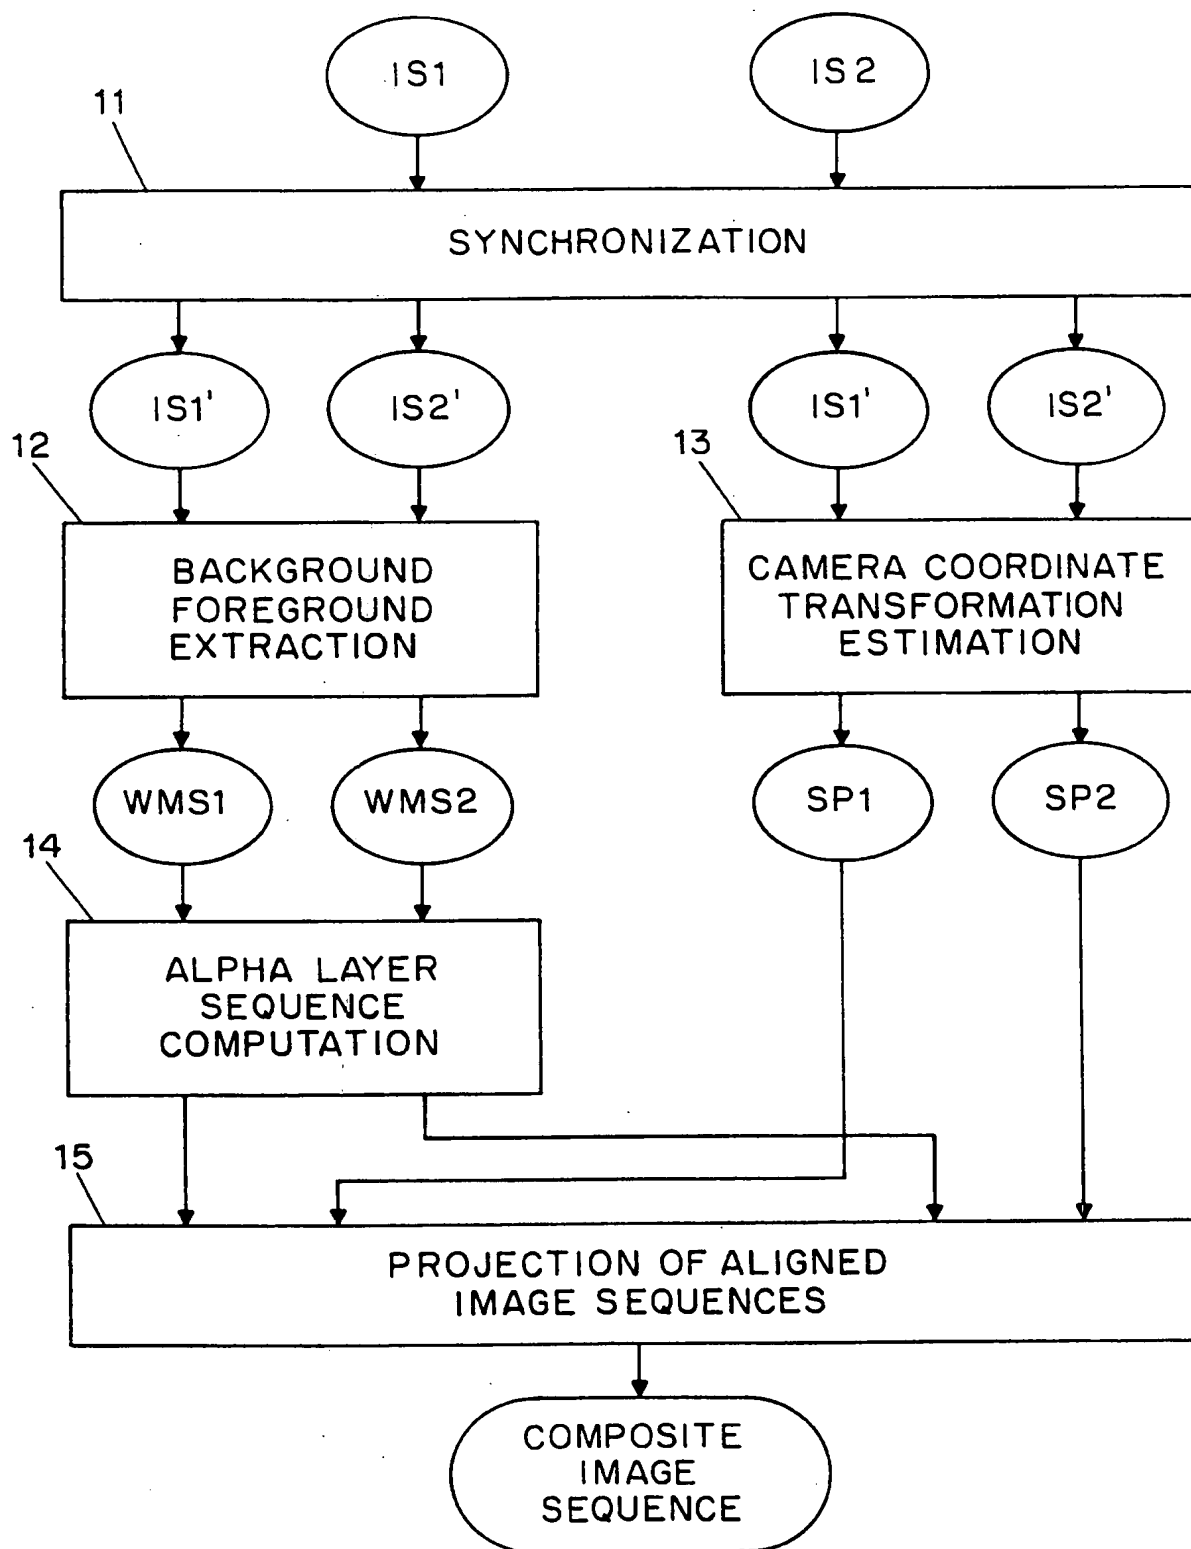 IS1
IS2
11
SYNCHRONIZATION
IS1'
IS2'
IS1'
IS2'
12
13
BACKGROUND
FOREGROUND
EXTRACTION
CAMERA COORDINATE
TRANSFORMATION
ESTIMATION
WMS1
WMS2
SP1
SP2
14
ALPHA LAYER
SEQUENCE
COMPUTATION
15
PROJECTION OF ALIGNED
IMAGE SEQUENCES
COMPOSITE
IMAGE
SEQUENCE